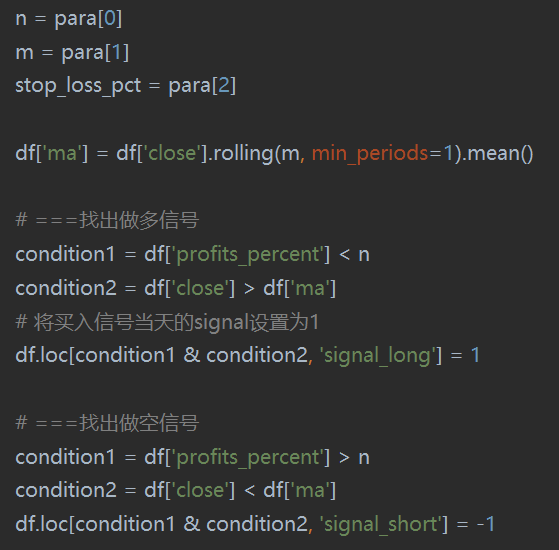 n = para[0]
m = para[1]
stop_loss_pct = para[2]
df['ma'] = df['close'].rolling(m, min_periods=1).mean()
# ===找出做多信号
condition1 = df['profits_percent'] < n
condition2 = df['close'] > df['ma']
# 将买入信号当天的signal设置为1
df.loc[condition1 & condition2, 'signal_long'] = 1
# ===找出做空信号
condition1 = df['profits_percent'] > n
condition2 = df['close'] < df['ma']
df.loc[condition1 & condition2, 'signal_short'] = -1